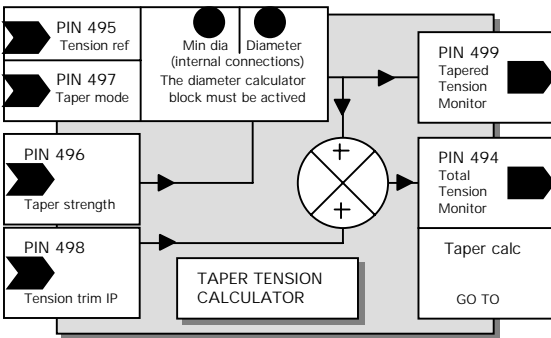 PIN 495
Tension ref
PIN 497
Taper mode
Min dia
Diameter
(internal connections)
The diameter calculator
block must be actived
PIN 499
Tapered
Tension
Monitor
PIN 496
Taper strength
+
+
PIN 494
Total
Tension
Monitor
PIN 498
Tension trim IP
TAPER TENSION
CALCULATOR
Taper calc
GO TO